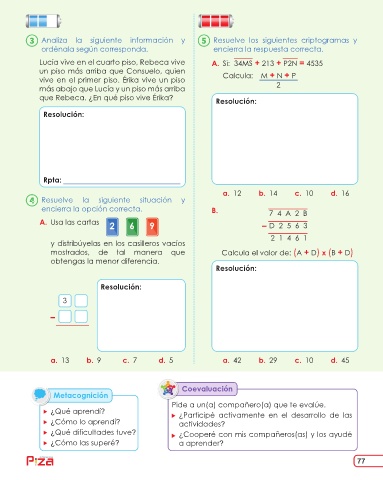 3 Analiza la siguiente información y
ordénala según corresponda.
Lucía vive en el cuarto piso, Rebeca vive
un piso más arriba que Consuelo, quien
vive en el primer piso. Érika vive un piso
más abajo que Lucía y un piso más arriba
que Rebeca. ¿En qué piso vive Érika?
Resolución:
Rpta:
4 Resuelve la siguiente situación y
encierra la opción correcta.
A. Usa las cartas 2 6 9
y distribúyelas en los casilleros vacíos
mostrados, de tal manera que
obtengas la menor diferencia.
Resolución:
3
–
a. 13 b. 9 c. 7 d. 5
5 Resuelve los siguientes criptogramas y
encierra la respuesta correcta.
A. Si: 34MS + 213 + P2N = 4535
Calcula: M + N + P
2
Resolución:
a. 12 b. 14 c. 10 d. 16
B. 7 4 A 2 B
– D 2 5 6 3
2 1 4 6 1
Calcula el valor de: (A + D) x (B + D)
Resolución:
a. 42 b. 29 c. 10 d. 45
Metacognición
¿Qué aprendí?
¿Cómo lo aprendí?
¿Qué dificultades tuve?
¿Cómo las superé?
Coevaluación
Pide a un(a) compañero(a) que te evalúe.
¿Participé activamente en el desarrollo de las
actividades?
¿Cooperé con mis compañeros(as) y los ayudé
a aprender?
P!za
77